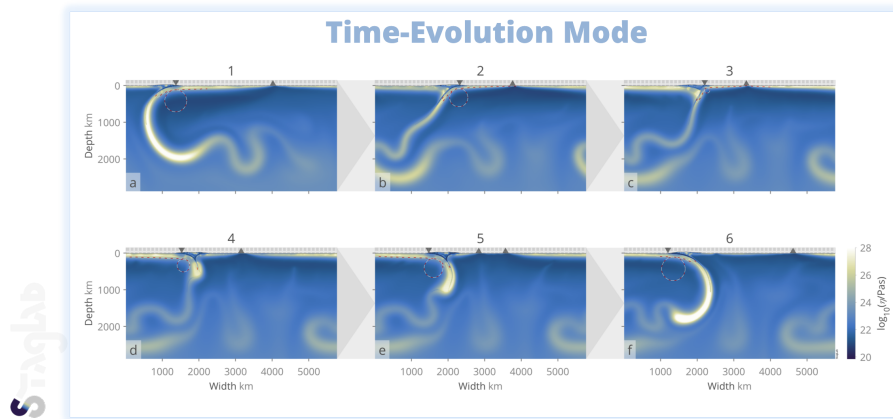 Time-Evolution Mode
1 2 3
Depth km
0
1000
2000
a b c
4 5 6
Depth km
0
1000
2000
d e f
1000 2000 3000 4000 5000 1000 2000 3000 4000 5000 1000 2000 3000 4000 5000
Width km Width km Width km
28
26
24
22
20
log10(η/Pas)
STAGLAB